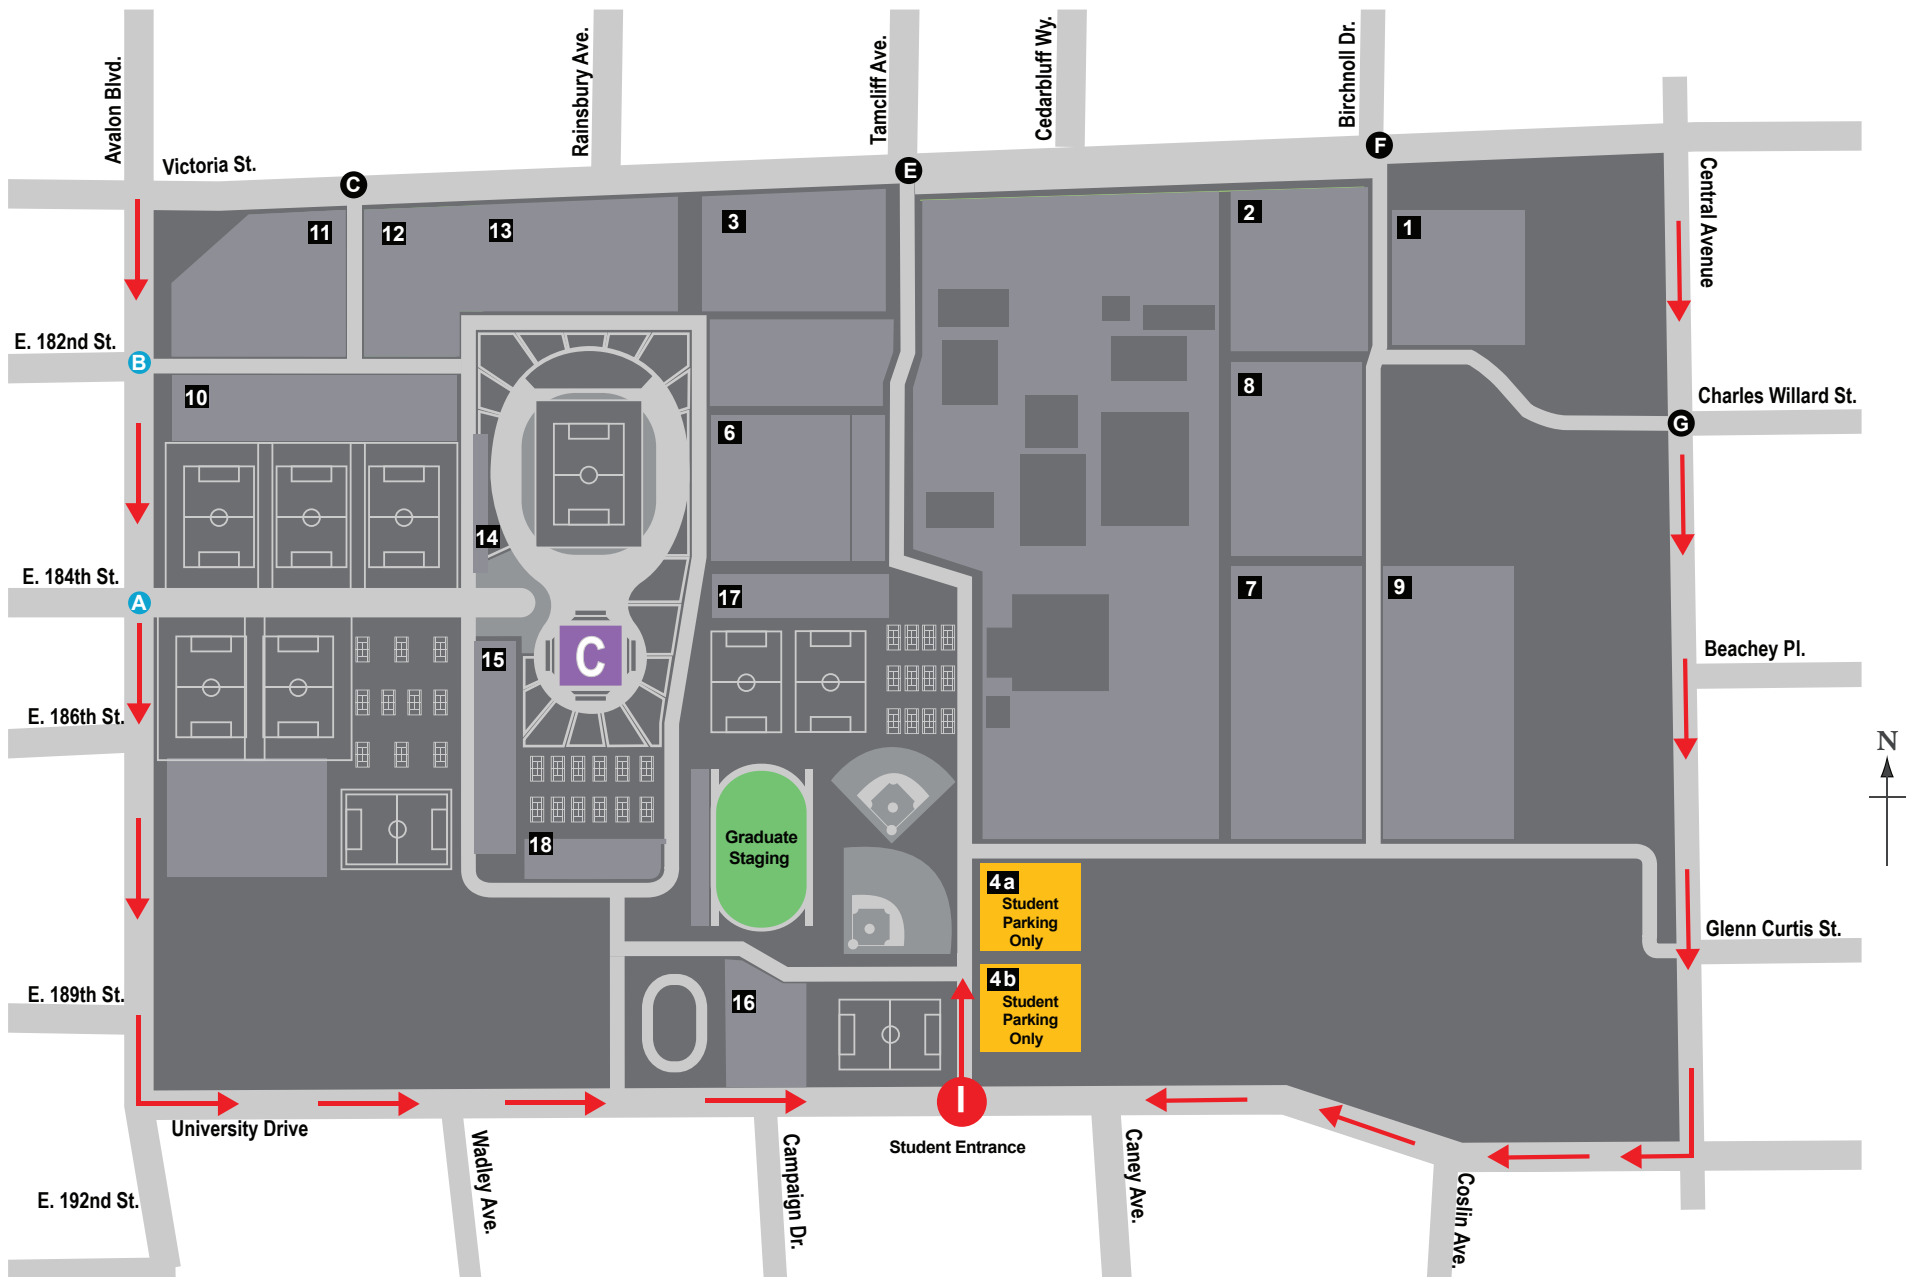 Avalon Blvd.
Rainsbury Ave.
Tamcliff Ave.
Cedarbluff Wy.
Birchnoll Dr.
Victoria St.
C
E
F
Central Avenue
11
12
13
3
2
1
E. 182nd St.
B
10
6
8
Charles Willard St.
G
14
E. 184th St.
A
17
7
9
15
C
Beachey Pl.
E. 186th St.
N
18
Graduate
Staging
4a
Student
Parking
Only
Glenn Curtis St.
E. 189th St.
16
4b
Student
Parking
Only
I
University Drive
Student Entrance
Wadley Ave.
Campaign Dr.
Caney Ave.
Coslin Ave.
E. 192nd St.